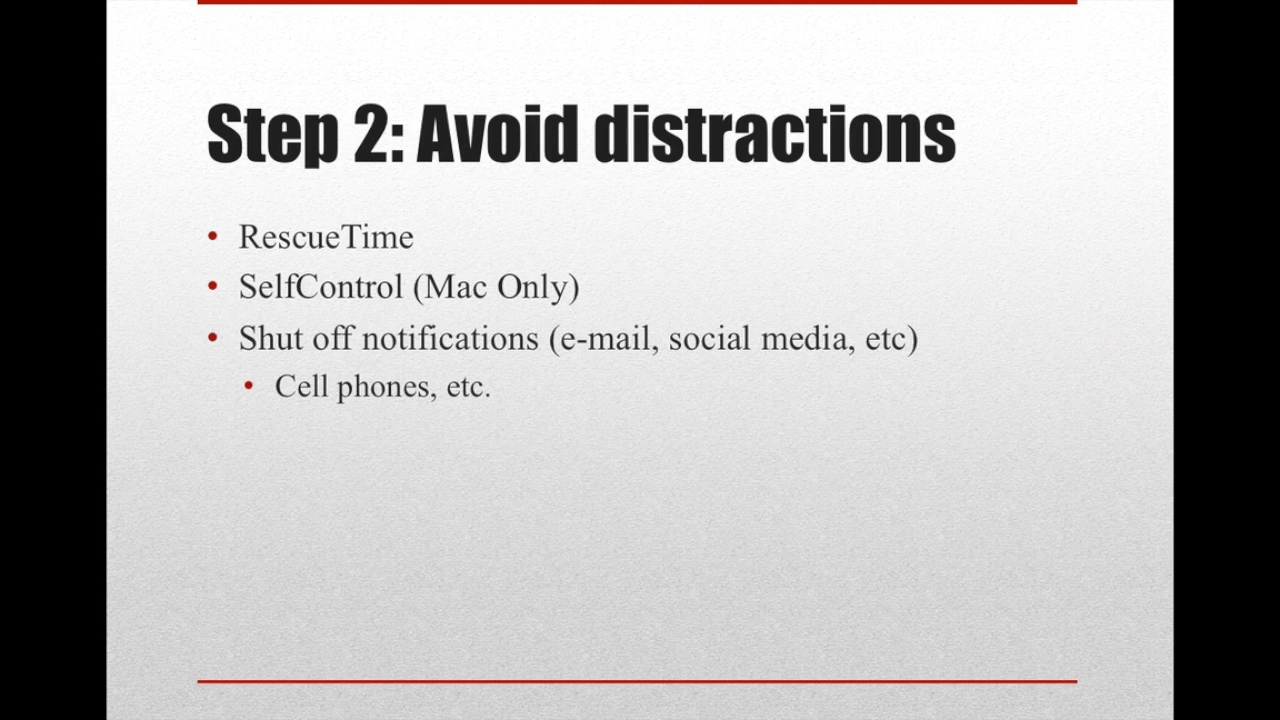 Step 2: Avoid distractions
• RescueTime
• SelfControl (Mac Only)
• Shut off notifications (e-mail, social media, etc)
• Cell phones, etc.